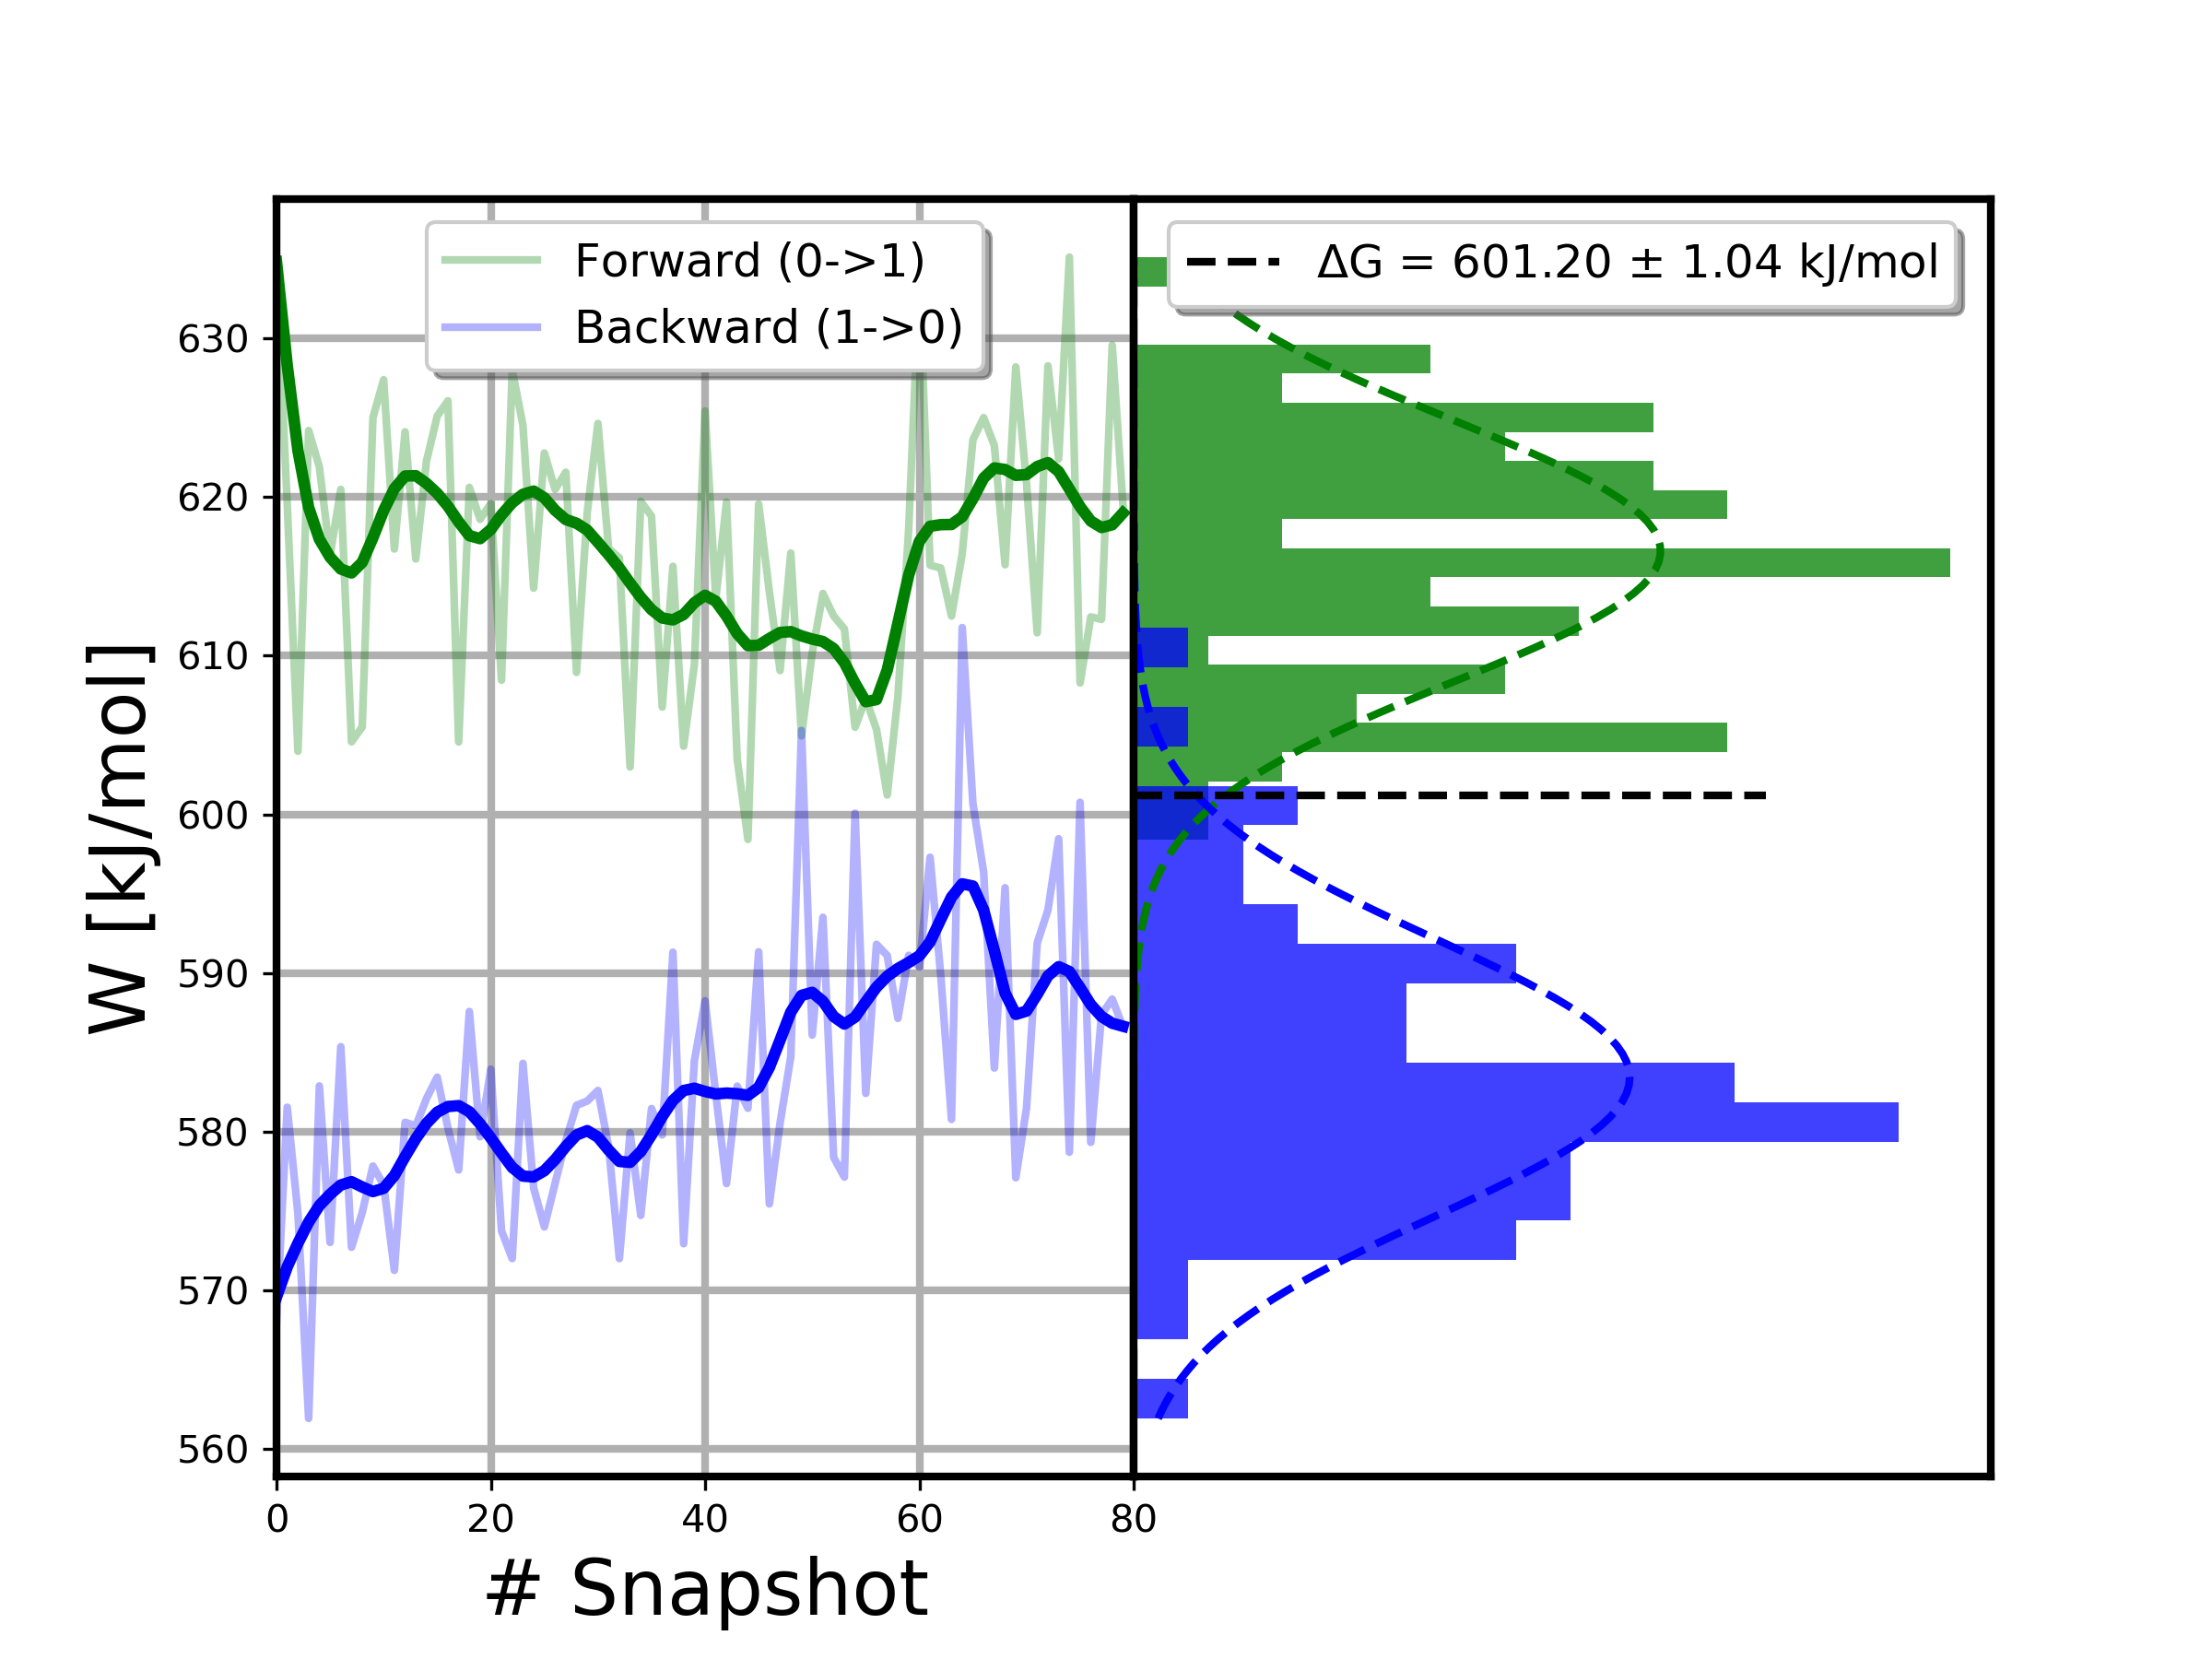 Forward (0->1)
Backward (1->0)
ΔG = 601.20 ± 1.04 kJ/mol
W [kJ/mol]
630
620
610
600
590
580
570
560
0 20 40 60 80
# Snapshot